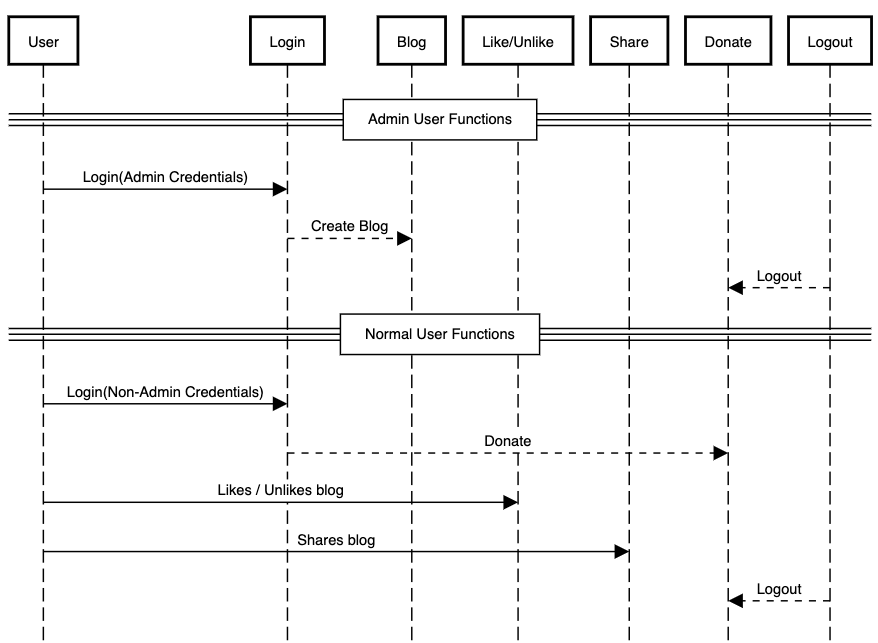 User
Login
Blog
Like/Unlike
Share
Donate
Logout
Admin User Functions
Login(Admin Credentials)
Create Blog
Logout
Normal User Functions
Login(Non-Admin Credentials)
Donate
Likes / Unlikes blog
Shares blog
Logout